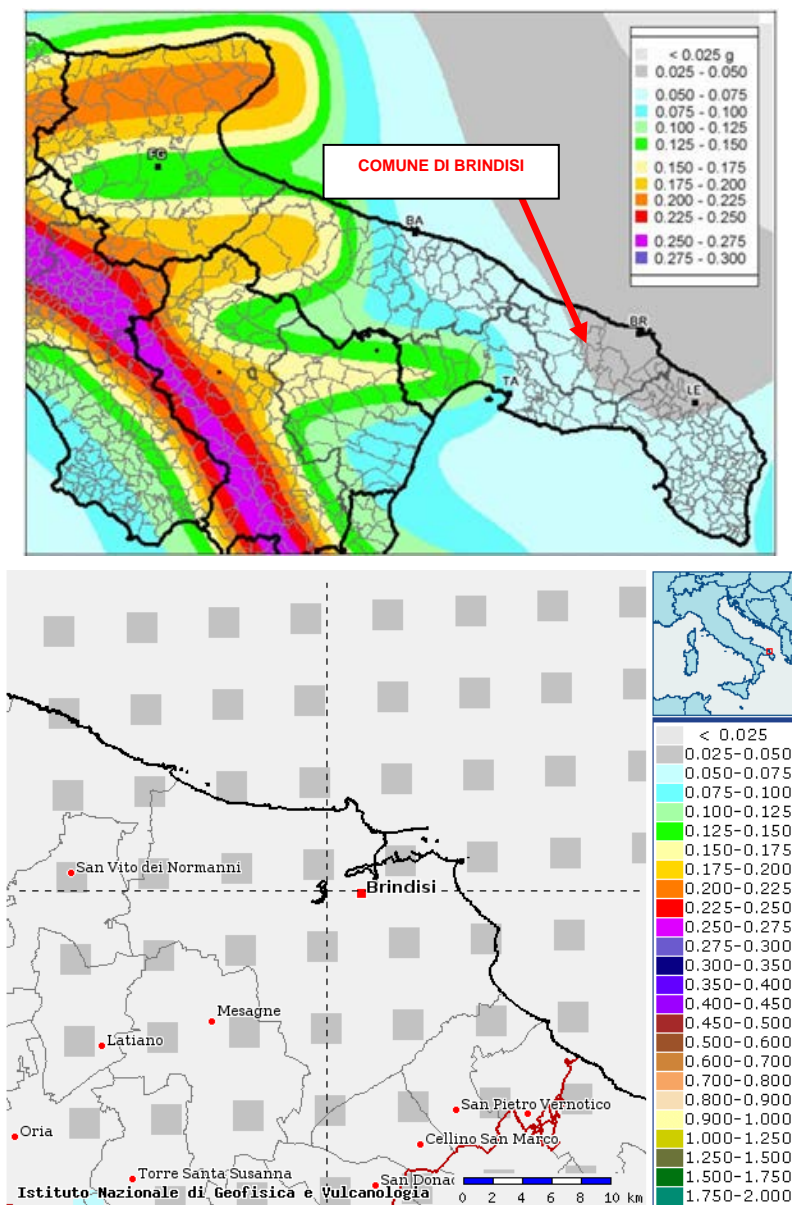 < 0.025 g
0.025 - 0.050
0.050 - 0.075
0.075 - 0.100
0.100 - 0.125
0.125 - 0.150
0.150 - 0.175
0.175 - 0.200
0.200 - 0.225
0.225 - 0.250
0.250 - 0.275
0.275 - 0.300
FG
COMUNE DI BRINDISI
BA
BR
TA
LE
San Vito dei Normanni
Brindisi
Mesagne
Latiano
San Pietro Vernotico
Oria
Cellino San Marco
Torre Santa Susanna
San Donac
Istituto Nazionale di Geofisica e Vulcanologia
0 2 4 6 8 10 km
< 0.025
0.025-0.050
0.050-0.075
0.075-0.100
0.100-0.125
0.125-0.150
0.150-0.175
0.175-0.200
0.200-0.225
0.225-0.250
0.250-0.275
0.275-0.300
0.300-0.350
0.350-0.400
0.400-0.450
0.450-0.500
0.500-0.600
0.600-0.700
0.700-0.800
0.800-0.900
0.900-1.000
1.000-1.250
1.250-1.500
1.500-1.750
1.750-2.000